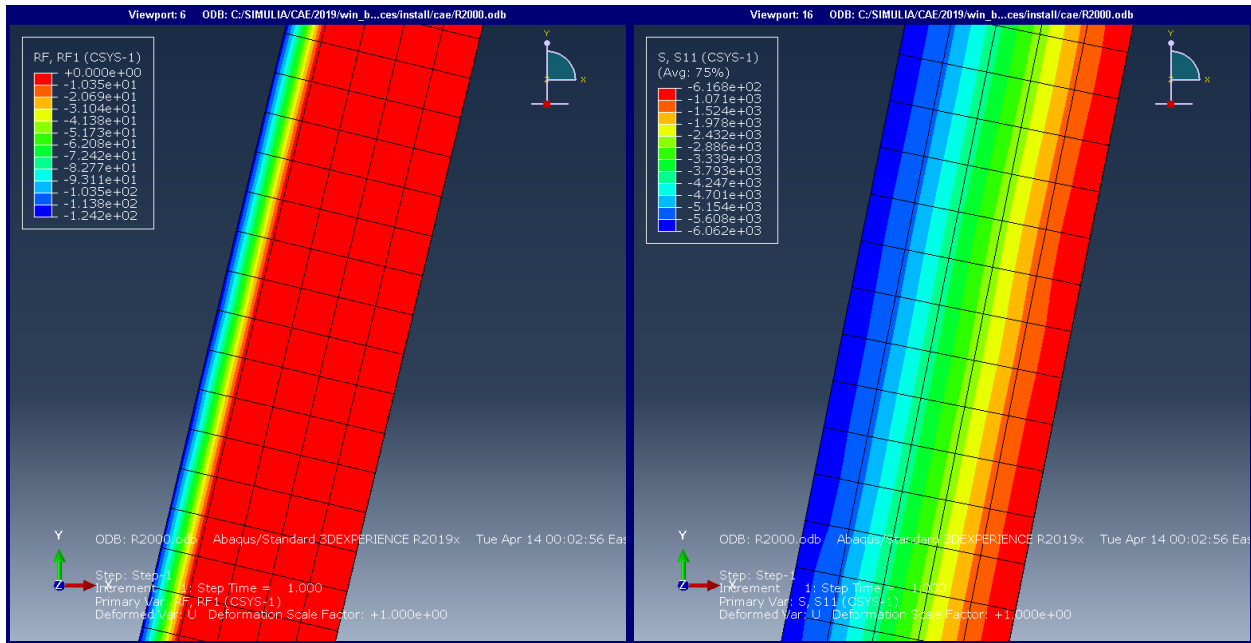 Viewport: 6 ODB: C:/SIMULIA/CAE/2019/win_b...ces/install/cae/R2000.odb
RF, RF1 (CSYS-1)
+0.000e+00
-1.035e+01
-2.069e+01
-3.104e+01
-4.138e+01
-5.173e+01
-6.208e+01
-7.242e+01
-8.277e+01
-9.311e+01
-1.035e+02
-1.138e+02
-1.242e+02
Y
X
Z
ODB: R2000.odb Abaqus/Standard 3DEXPERIENCE R2019x Tue Apr 14 00:02:56 Eas
Y
Z
X
Step: Step-1
Increment 1: Step Time = 1.000
Primary Var: RF, RF1 (CSYS-1)
Deformed Var: U Deformation Scale Factor: +1.000e+00
Viewport: 16 ODB: C:/SIMULIA/CAE/2019/win_b...ces/install/cae/R2000.odb
S, S11 (CSYS-1)
(Avg: 75%)
-6.168e+02
-1.071e+03
-1.524e+03
-1.978e+03
-2.432e+03
-2.886e+03
-3.339e+03
-3.793e+03
-4.247e+03
-4.701e+03
-5.154e+03
-5.608e+03
-6.062e+03
Y
X
Z
ODB: R2000.odb Abaqus/Standard 3DEXPERIENCE R2019x Tue Apr 14 00:02:56 Eas
Y
Z
X
Step: Step-1
Increment 1: Step Time = 1.000
Primary Var: S, S11 (CSYS-1)
Deformed Var: U Deformation Scale Factor: +1.000e+00